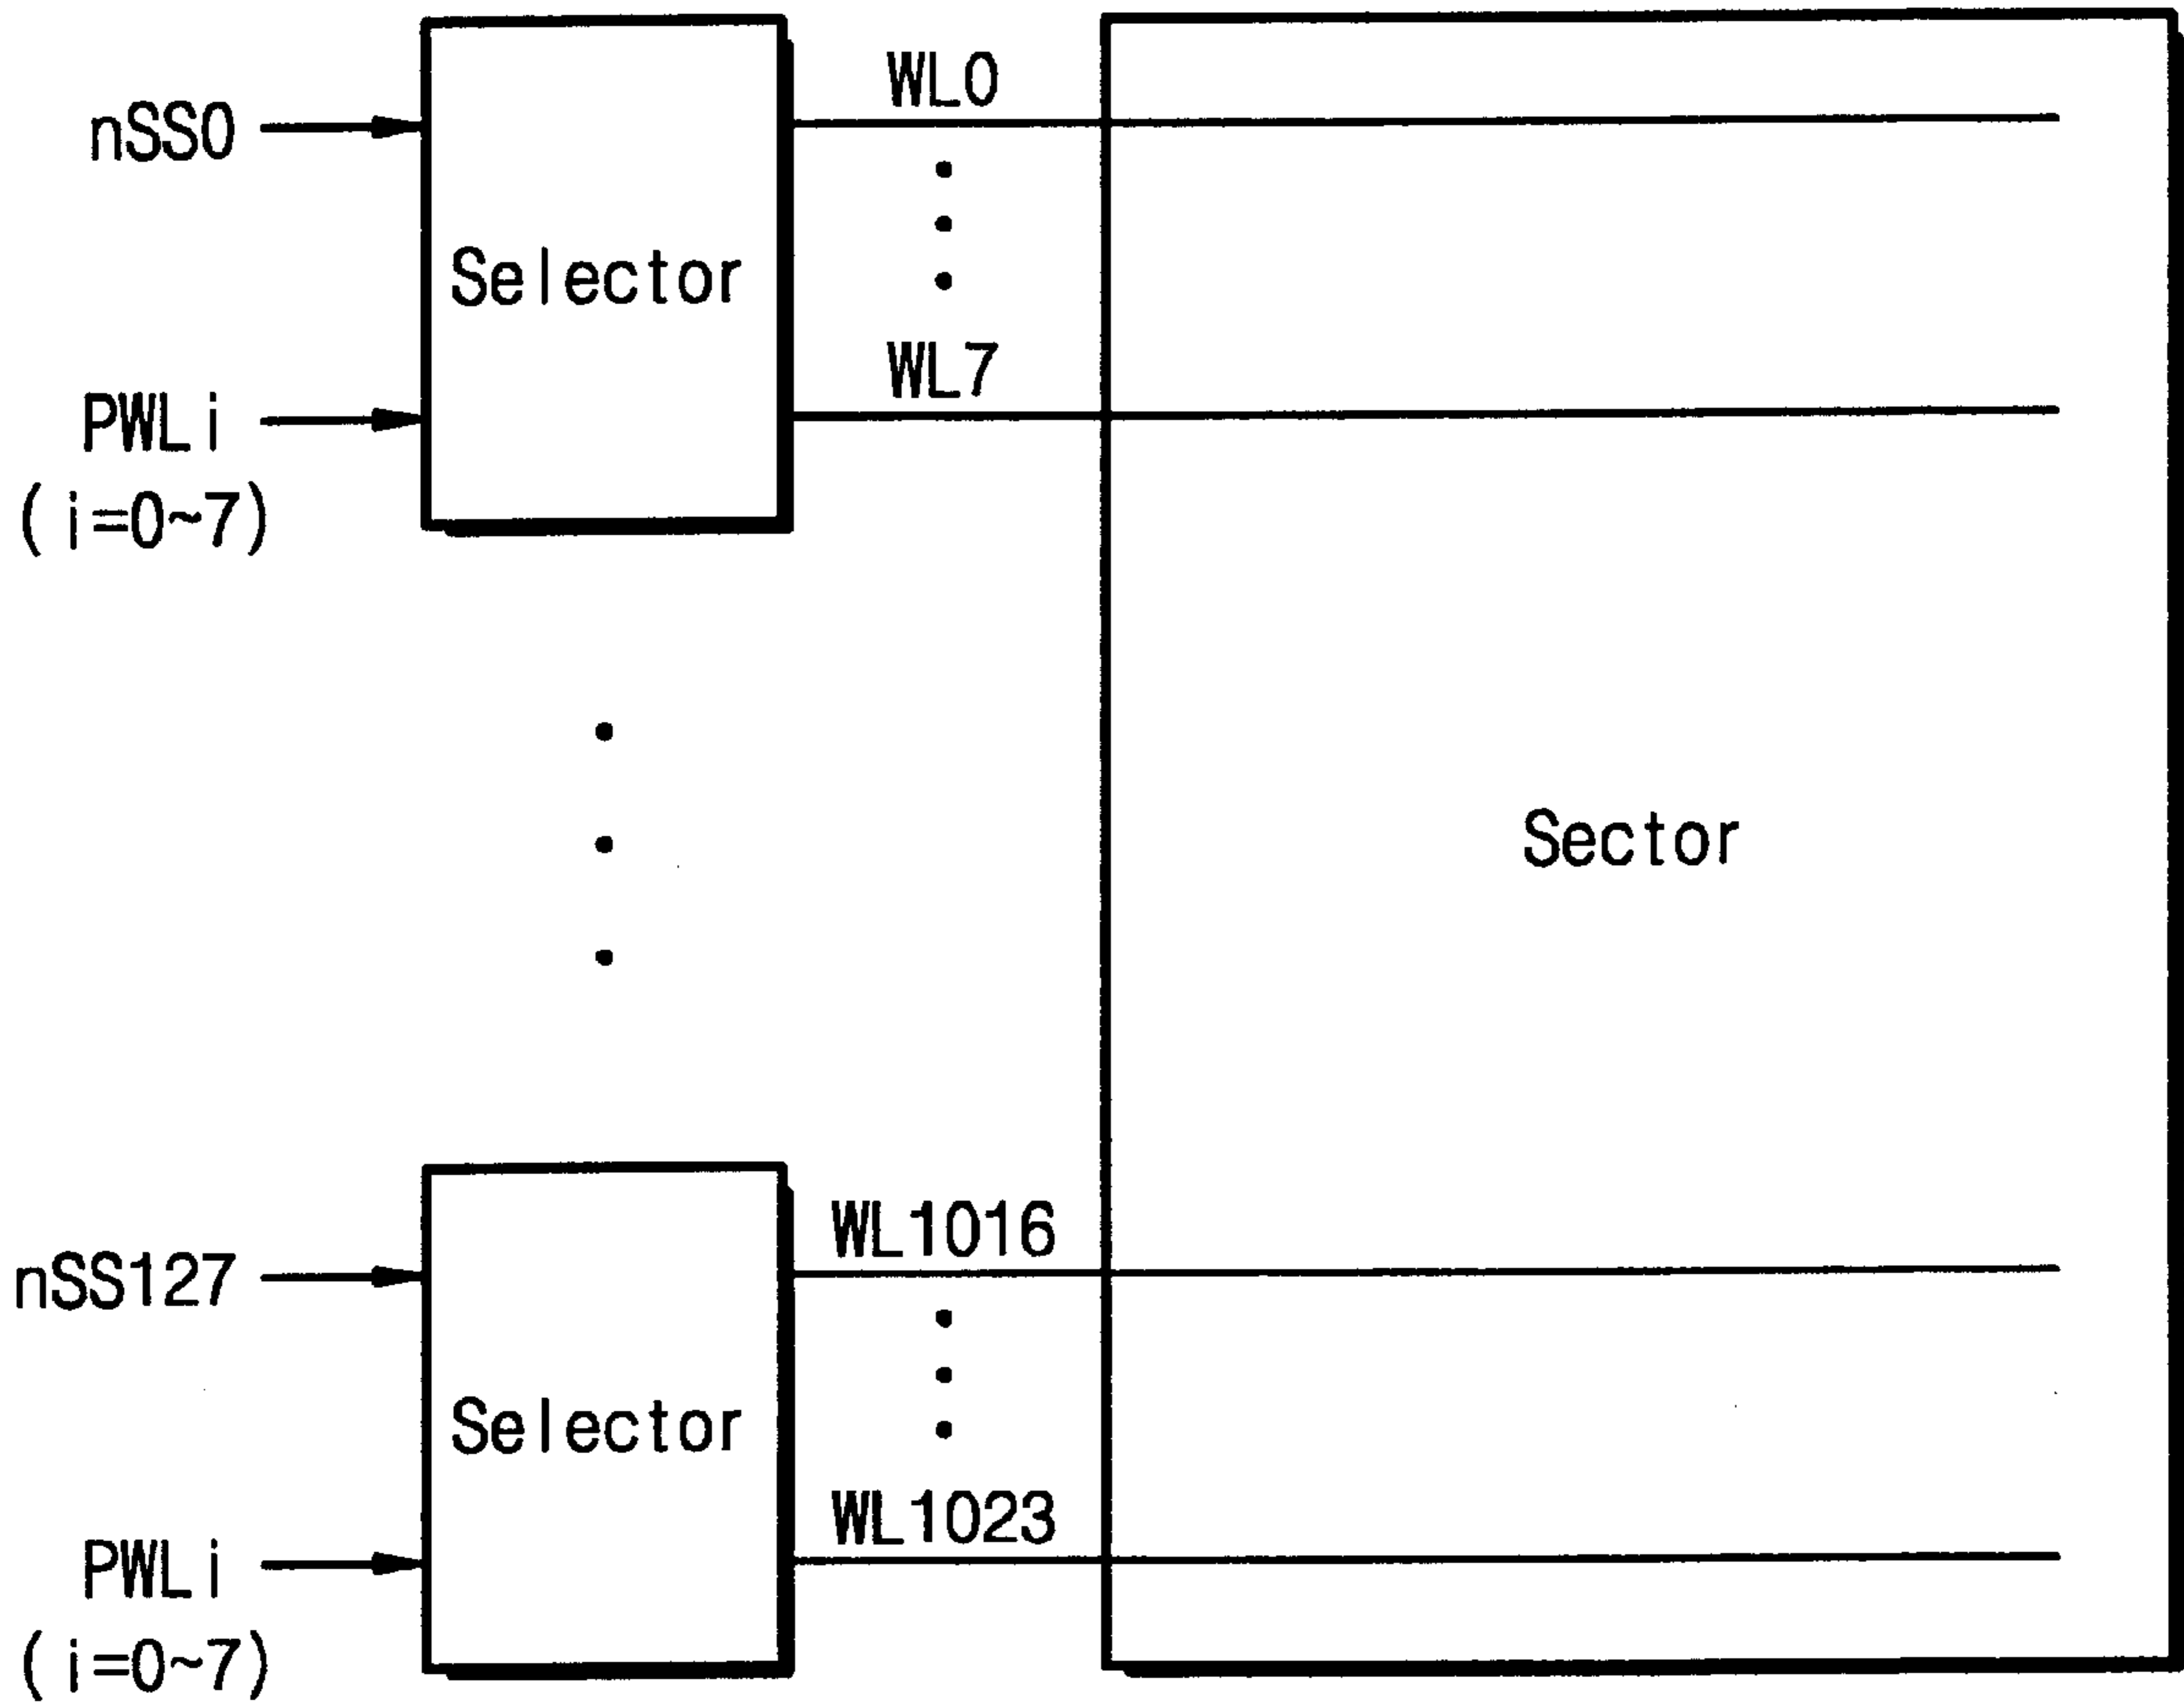 WL0
nSS0
Selector
WL7
PWLi
(i=0~7)
Sector
WL1016
nSS127
Selector
WL1023
PWLi
(i=0~7)